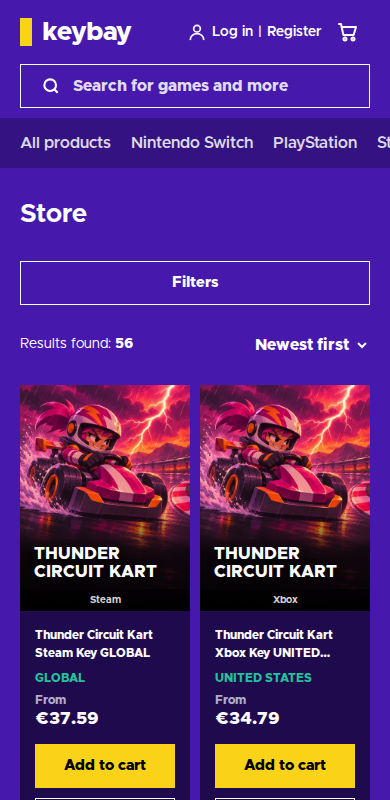 keybay
Log in | Register
Search for games and more
All products Nintendo Switch PlayStation St
Store
Filters
Results found: 56
Newest first
THUNDER
CIRCUIT KART
Steam
Thunder Circuit Kart
Steam Key GLOBAL
GLOBAL
From
€37.59
Add to cart
THUNDER
CIRCUIT KART
Xbox
Thunder Circuit Kart
Xbox Key UNITED...
UNITED STATES
From
€34.79
Add to cart